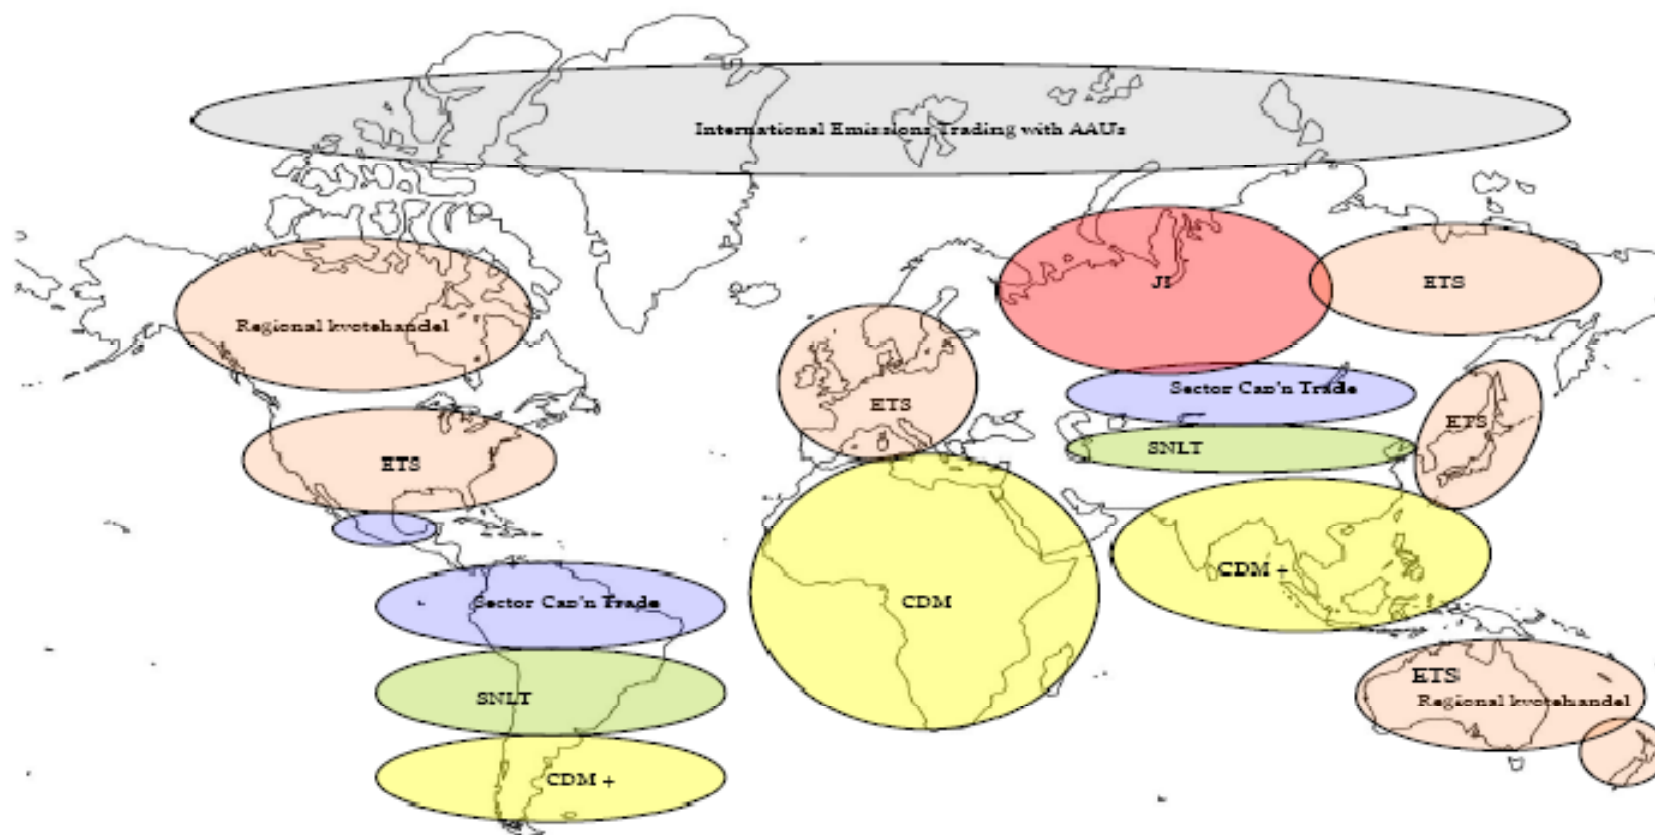 International Emissions Trading with AAUs
JI
ETS
Regional kvotehandel
Sector Cap'n Trade
ETS
ETS
SNLT
ETS
CDM +
CDM
Sector Cap'n Trade
ETS
Regional kvotehandel
SNLT
CDM +